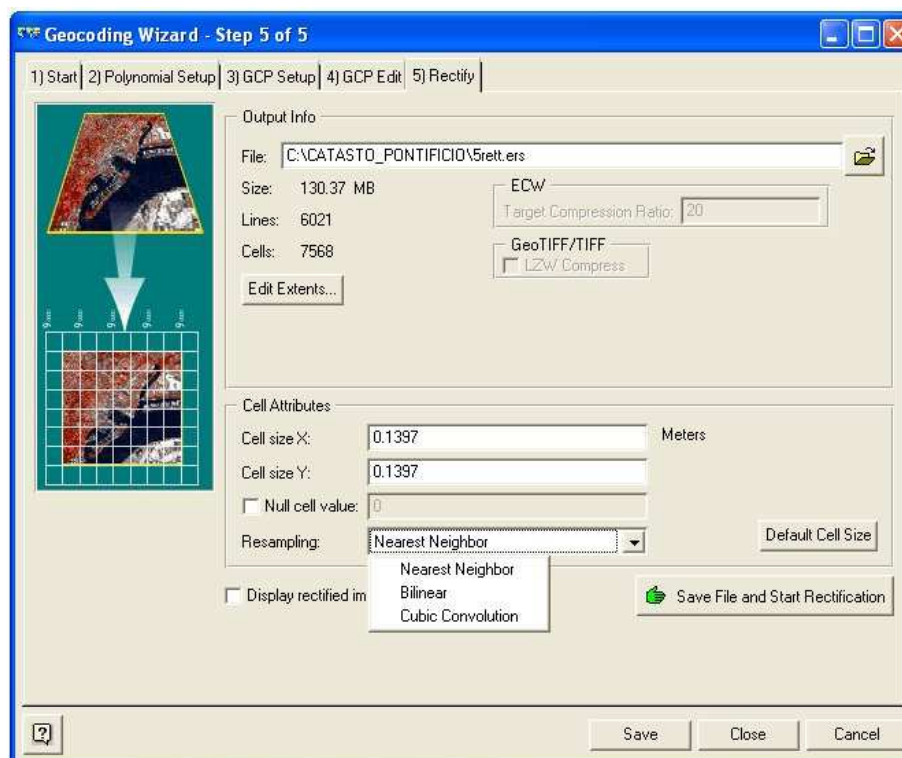 Geocoding Wizard - Step 5 of 5
1) Start 2) Polynomial Setup 3) GCP Setup 4) GCP Edit 5) Rectify
Output Info
File: C:\CATASTO_PONTIFICIO\5rett.ers
Size: 130.37 MB
Lines: 6021
Cells: 7568
Edit Extents...
ECW
Target Compression Ratio: 20
GeoTIFF/TIFF
LZW Compress
Cell Attributes
Cell size X: 0.1397 Meters
Cell size Y: 0.1397
Null cell value: 0
Resampling: Nearest Neighbor
Default Cell Size
Nearest Neighbor
Bilinear
Cubic Convolution
Display rectified im
Save File and Start Rectification
Save Close Cancel